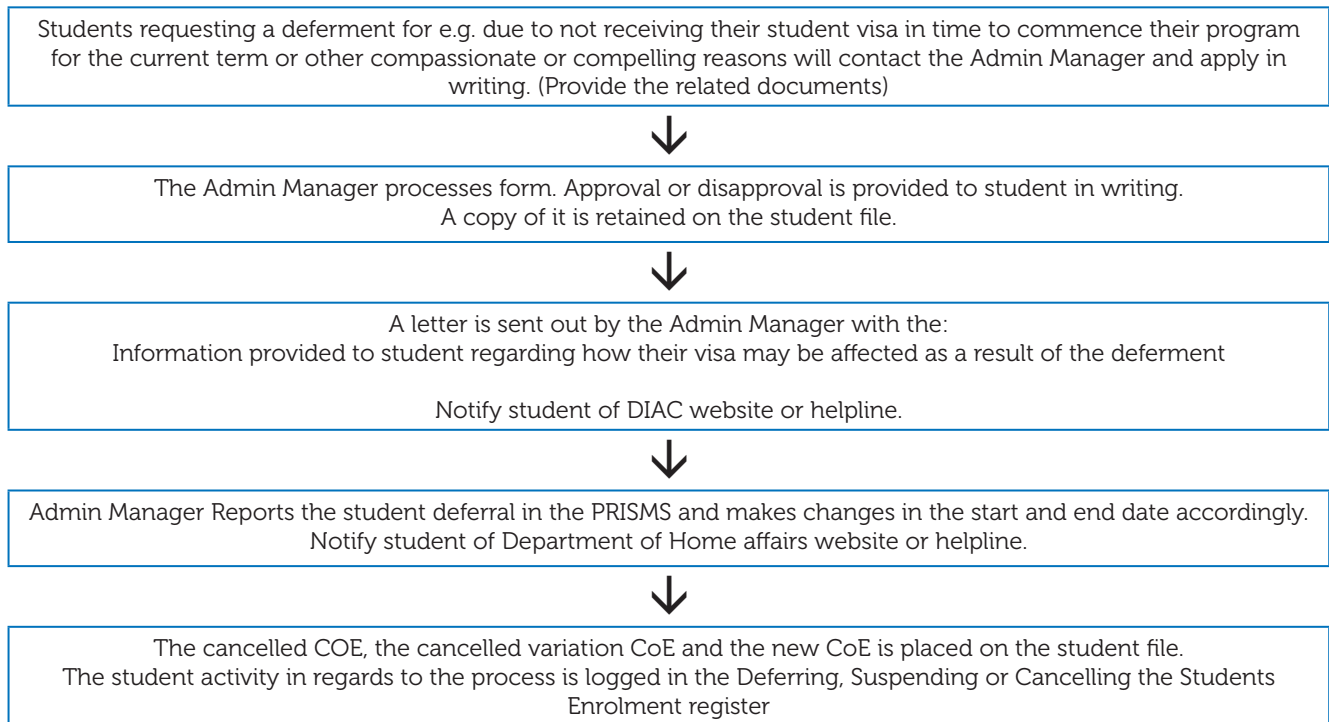 Students requesting a deferment for e.g. due to not receiving their student visa in time to commence their program
for the current term or other compassionate or compelling reasons will contact the Admin Manager and apply in
writing. (Provide the related documents)
The Admin Manager processes form. Approval or disapproval is provided to student in writing.
A copy of it is retained on the student file.
A letter is sent out by the Admin Manager with the:
Information provided to student regarding how their visa may be affected as a result of the deferment
Notify student of DIAC website or helpline.
Admin Manager Reports the student deferral in the PRISMS and makes changes in the start and end date accordingly.
Notify student of Department of Home affairs website or helpline.
The cancelled COE, the cancelled variation CoE and the new CoE is placed on the student file.
The student activity in regards to the process is logged in the Deferring, Suspending or Cancelling the Students
Enrolment register